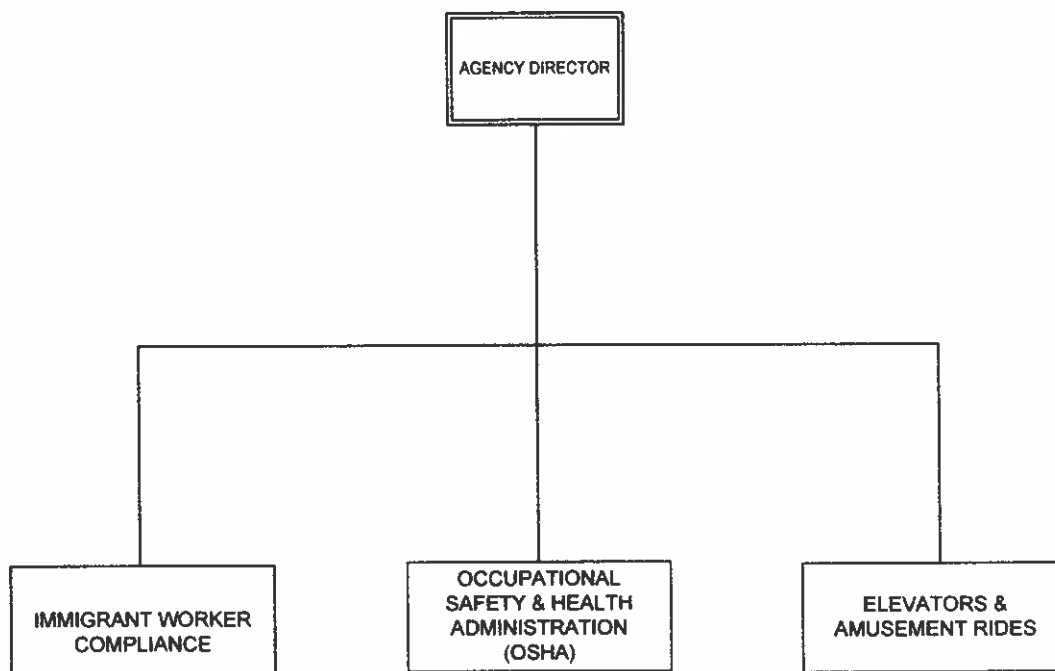 AGENCY DIRECTOR
IMMIGRANT WORKER
COMPLIANCE
OCCUPATIONAL
SAFETY & HEALTH
ADMINISTRATION
(OSHA)
ELEVATORS &
AMUSEMENT RIDES